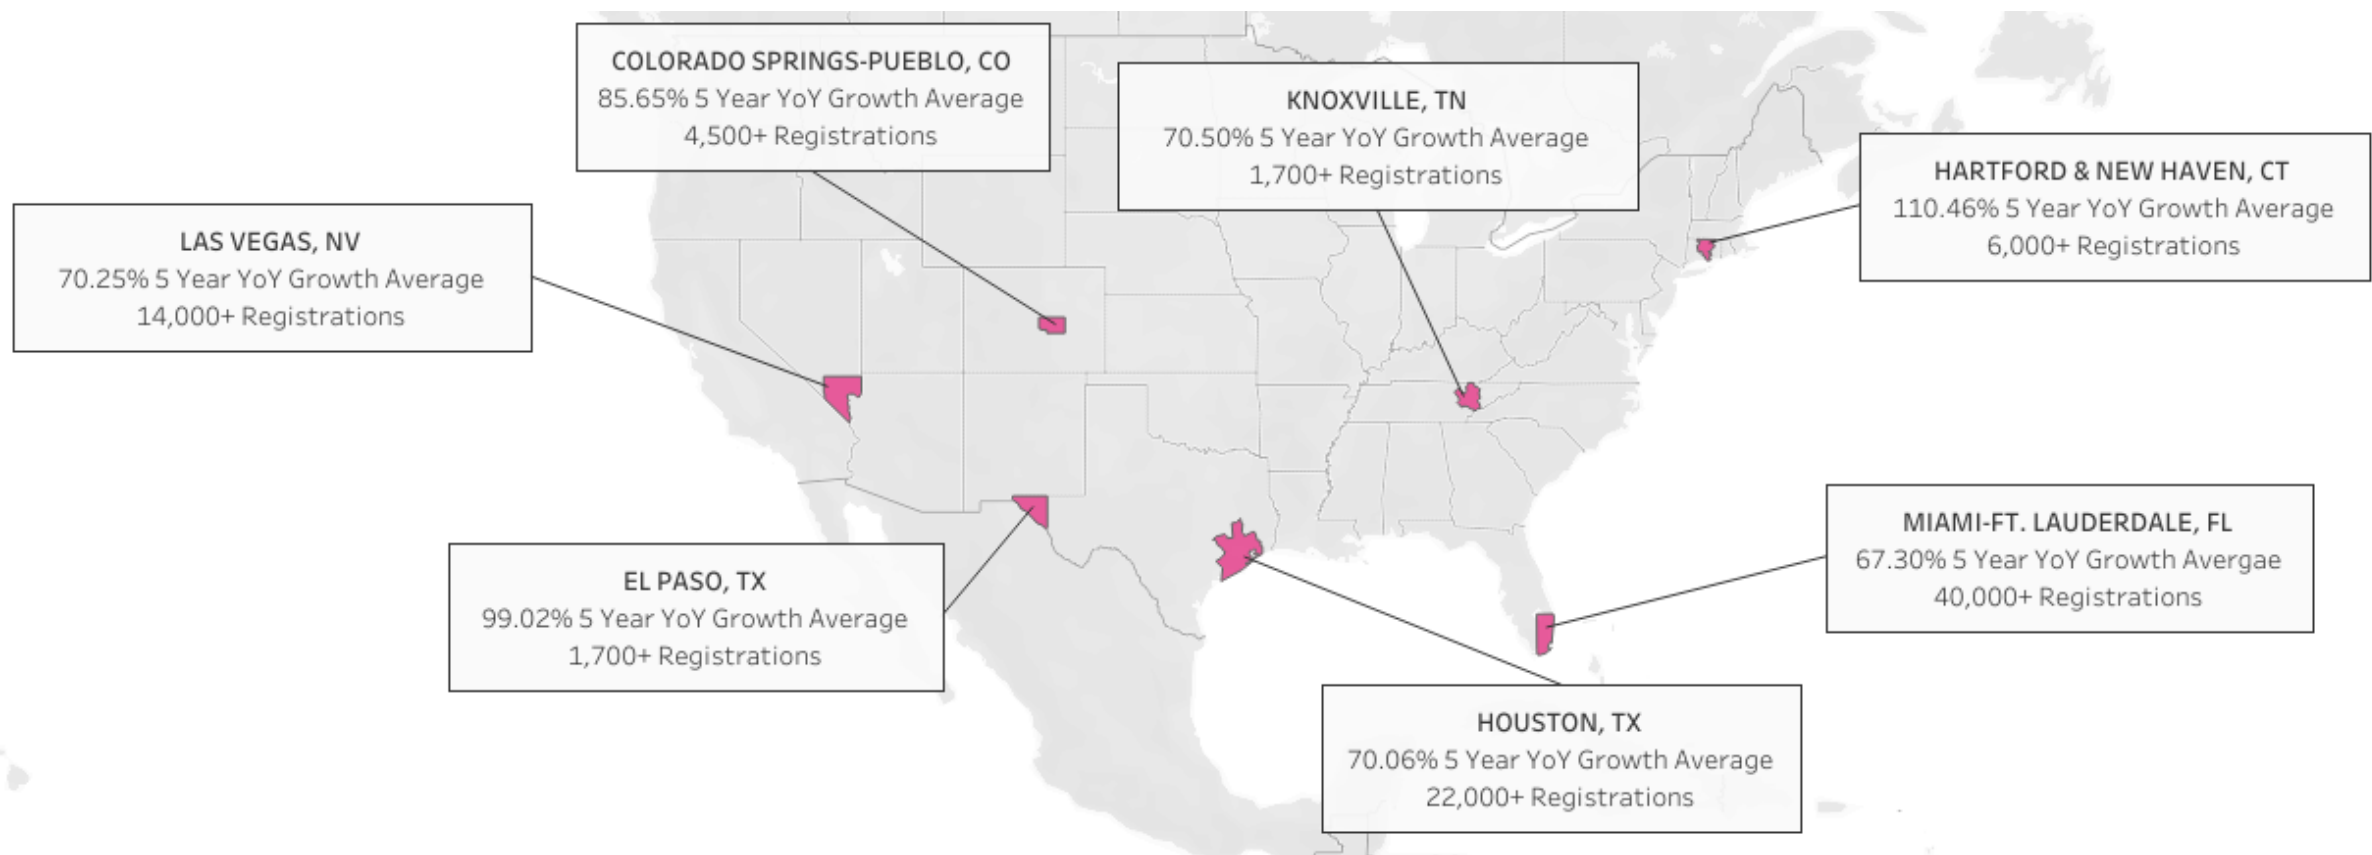 COLORADO SPRINGS-PUEBLO, CO
85.65% 5 Year YoY Growth Average
4,500+ Registrations
KNOXVILLE, TN
70.50% 5 Year YoY Growth Average
1,700+ Registrations
HARTFORD & NEW HAVEN, CT
110.46% 5 Year YoY Growth Average
6,000+ Registrations
LAS VEGAS, NV
70.25% 5 Year YoY Growth Average
14,000+ Registrations
EL PASO, TX
99.02% 5 Year YoY Growth Average
1,700+ Registrations
MIAMI-FT. LAUDERDALE, FL
67.30% 5 Year YoY Growth Avergae
40,000+ Registrations
HOUSTON, TX
70.06% 5 Year YoY Growth Average
22,000+ Registrations